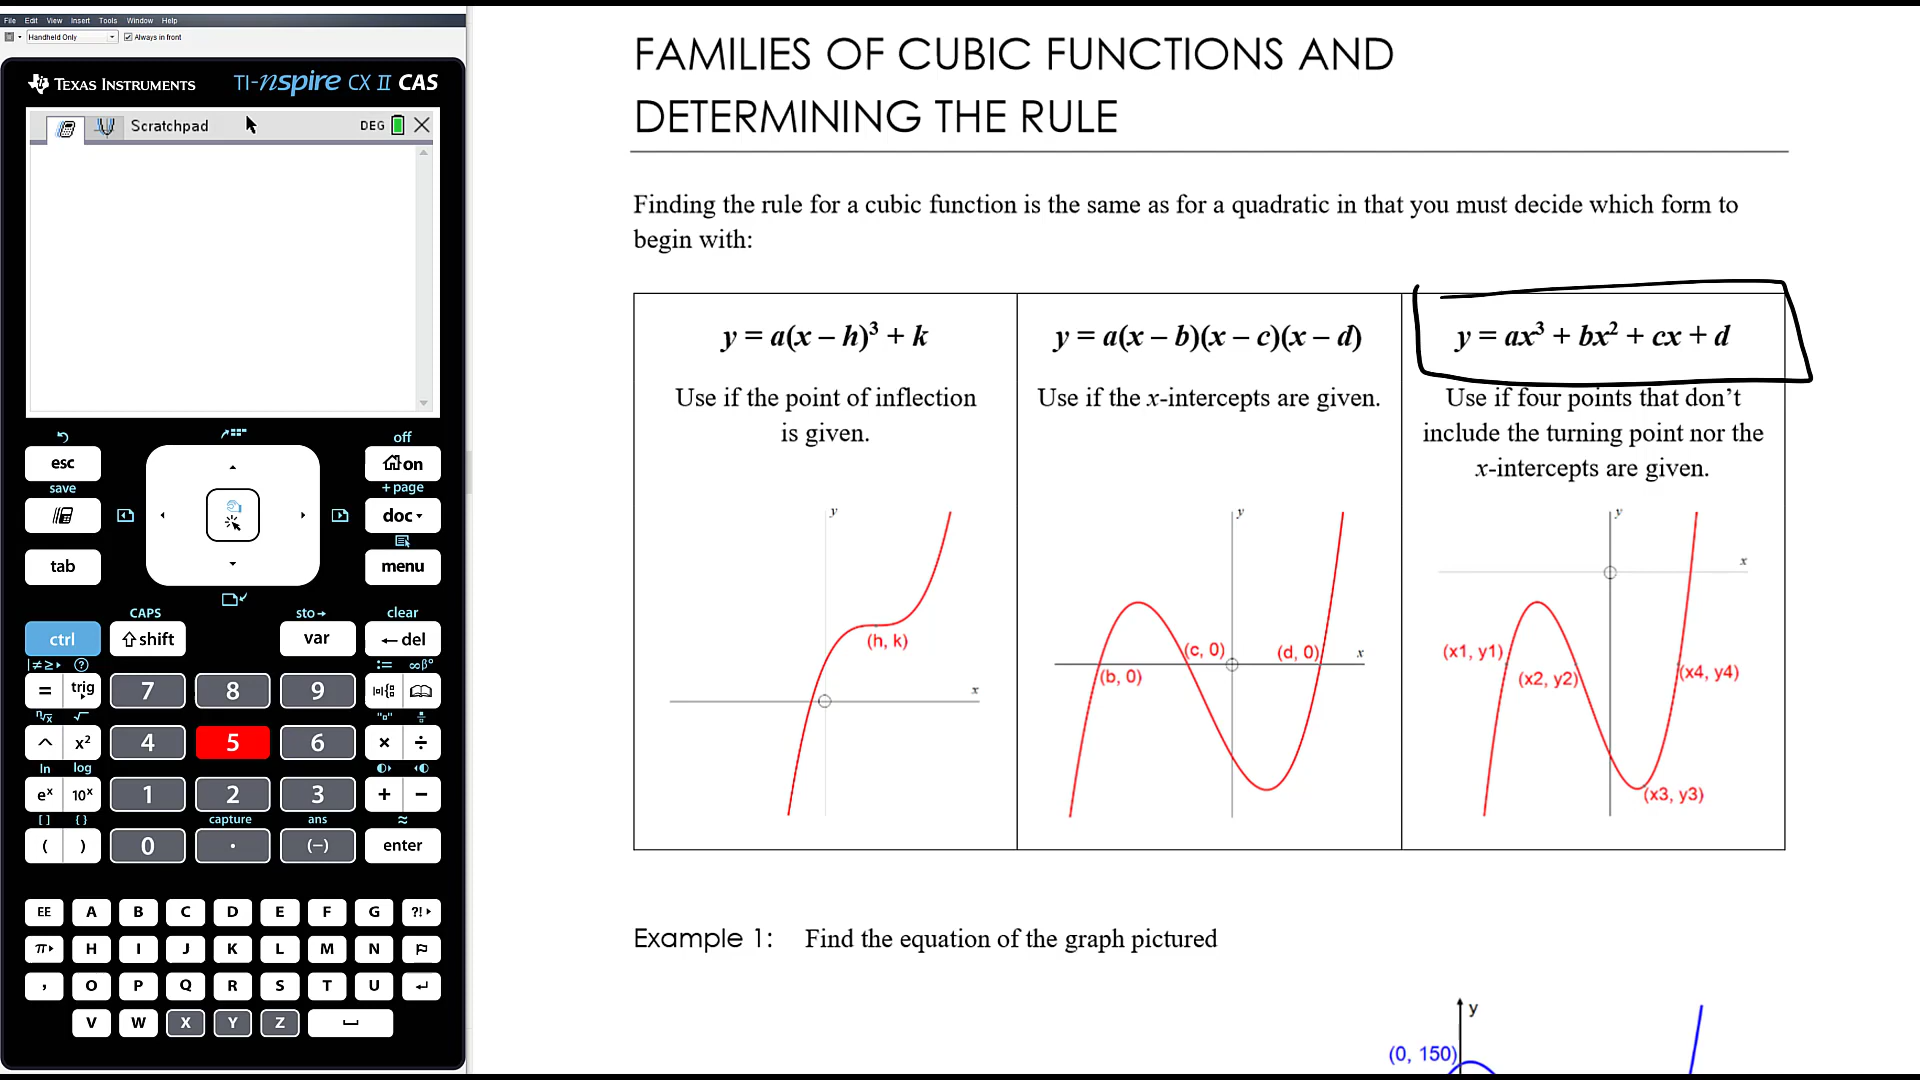 File Edit View Insert Tools Window Help
Handheld Only Always in front
TEXAS INSTRUMENTS TI-nspire CX II CAS
Scratchpad DEG
off
esc on
save + page
doc
tab menu
CAPS sto→ clear
ctrl shift var ←del
|≠≥▸ ? := ∞β°
= trig 7 8 9
ⁿ√x √ "▫"
^ x² 4 5 6 × ÷
ln log
eˣ 10ˣ 1 2 3 + −
[ ] { } capture ans ≈
( ) 0 . (−) enter
EE A B C D E F G ?!▸
π▸ H I J K L M N
, O P Q R S T U
V W X Y Z
FAMILIES OF CUBIC FUNCTIONS AND
DETERMINING THE RULE
Finding the rule for a cubic function is the same as for a quadratic in that you must decide which form to
begin with:
y = a(x – h)³ + k
Use if the point of inflection
is given.
y
(h, k)
x
y = a(x – b)(x – c)(x – d)
Use if the x-intercepts are given.
y
(c, 0) (d, 0) x
(b, 0)
y = ax³ + bx² + cx + d
Use if four points that don’t
include the turning point nor the
x-intercepts are given.
y
x
(x1, y1)
(x2, y2) (x4, y4)
(x3, y3)
Example 1: Find the equation of the graph pictured
y
(0, 150)